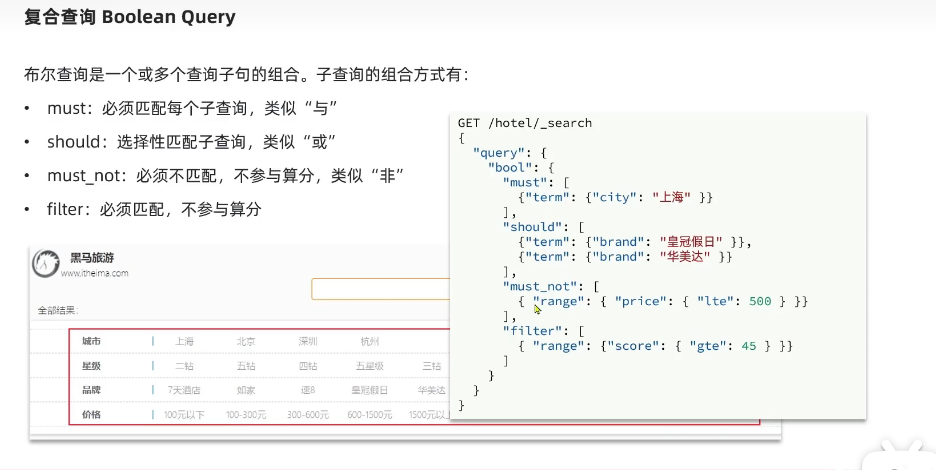 复合查询 Boolean Query
布尔查询是一个或多个查询子句的组合。子查询的组合方式有：
• must：必须匹配每个子查询，类似“与”
• should：选择性匹配子查询，类似“或”
• must_not：必须不匹配，不参与算分，类似“非”
• filter：必须匹配，不参与算分
GET /hotel/_search
{
"query": {
"bool": {
"must": [
{"term": {"city": "上海" }}
],
"should": [
{"term": {"brand": "皇冠假日" }},
{"term": {"brand": "华美达" }}
],
"must_not": [
{ "range": { "price": { "lte": 500 } }}
],
"filter": [
{ "range": {"score": { "gte": 45 } }}
]
}
}
}
黑马旅游
www.itheima.com
全部结果:
城市 上海 北京 深圳 杭州
星级 二钻 五钻 四钻 五星级 三钻
品牌 7天酒店 如家 速8 皇冠假日 华美达
价格 100元以下 100-300元 300-600元 600-1500元 1500元以